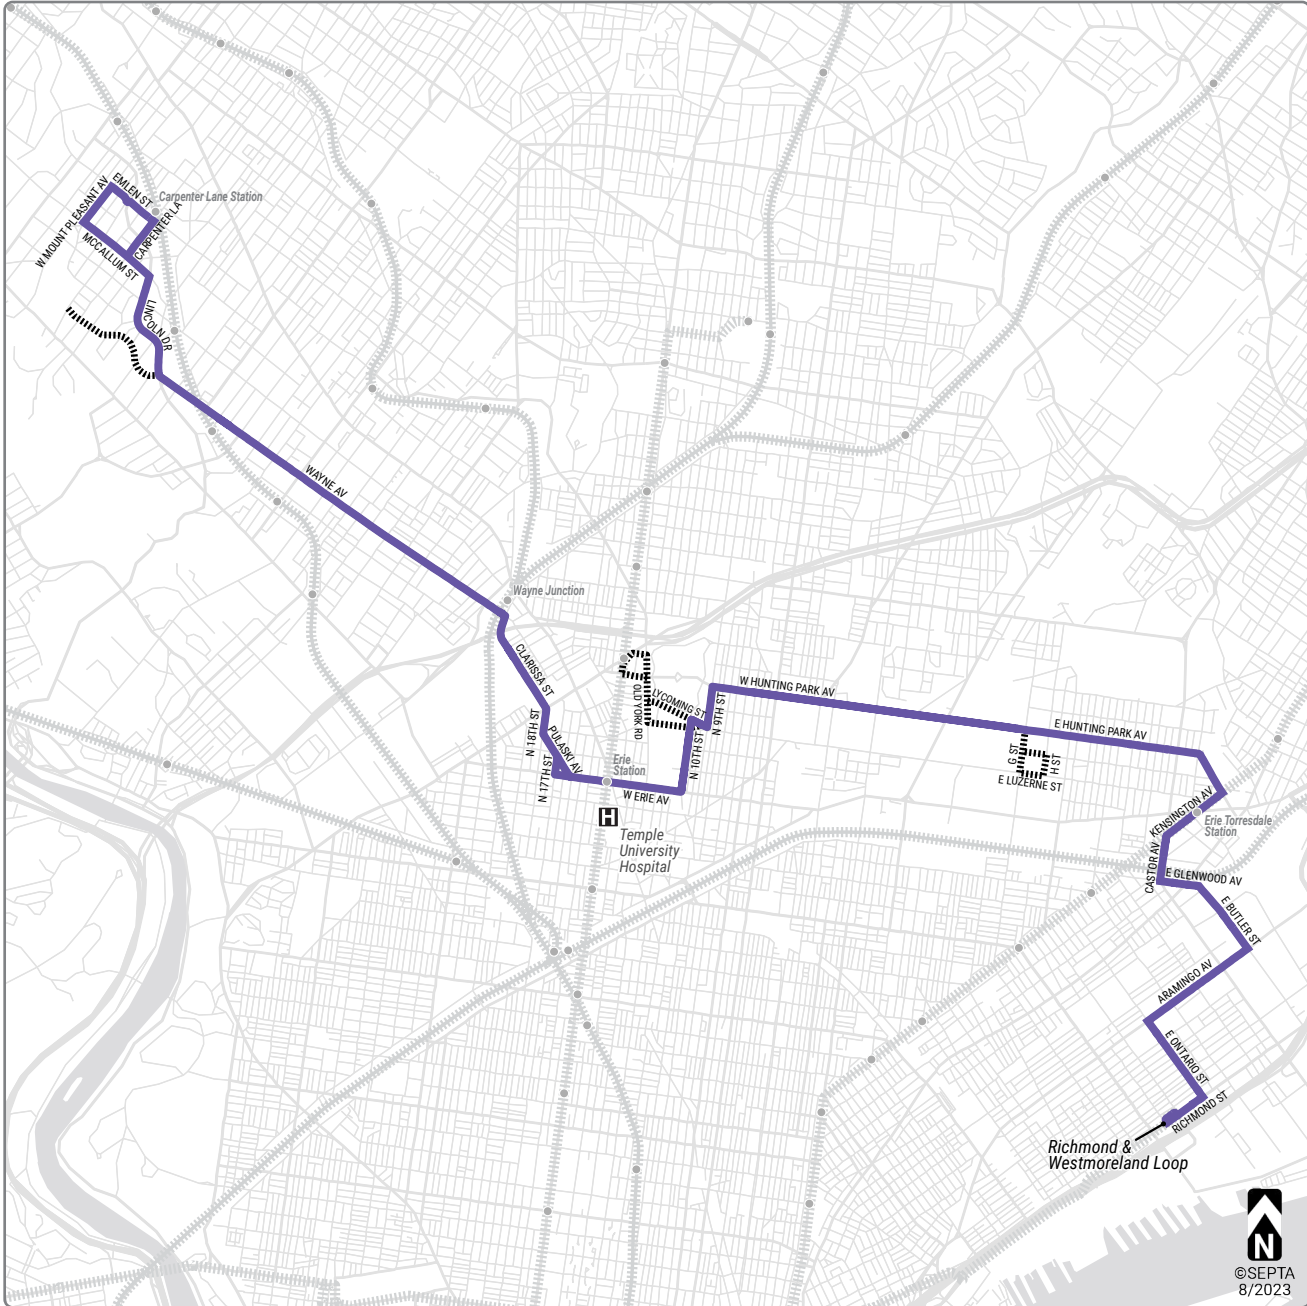 EMLEN ST
Carpenter Lane Station
W MOUNT PLEASANT AV
CARPENTER LA
MCCALLUM ST
LINCOLN DR
WAYNE AV
Wayne Junction
CLARISSA ST
OLD YORK RD
LYCOMING ST
N 9TH ST
W HUNTING PARK AV
N 18TH ST
PULASKI AV
N 10TH ST
E HUNTING PARK AV
G ST
H ST
E LUZERNE ST
N 17TH ST
Erie
Station
W ERIE AV
H
Temple
University
Hospital
KENSINGTON AV
Erie Torresdale
Station
CASTOR AV
E GLENWOOD AV
E BUTLER ST
ARAMINGO AV
E ONTARIO ST
RICHMOND ST
Richmond &
Westmoreland Loop
N
©SEPTA
8/2023